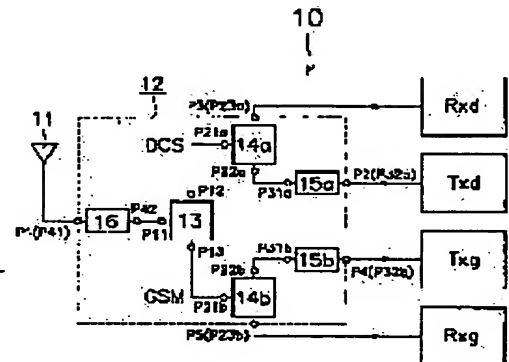 10
12
11
DCS
P21a
14a
P3(P23a)
Rxd
P22a
P31a
15a
P2(P32a)
Txd
P12
P1(P41)
16
P42
P11
13
P13
P31b
15b
P4(P32b)
Txg
P22b
GSM
P21b
14b
P5(P23b)
Rxg